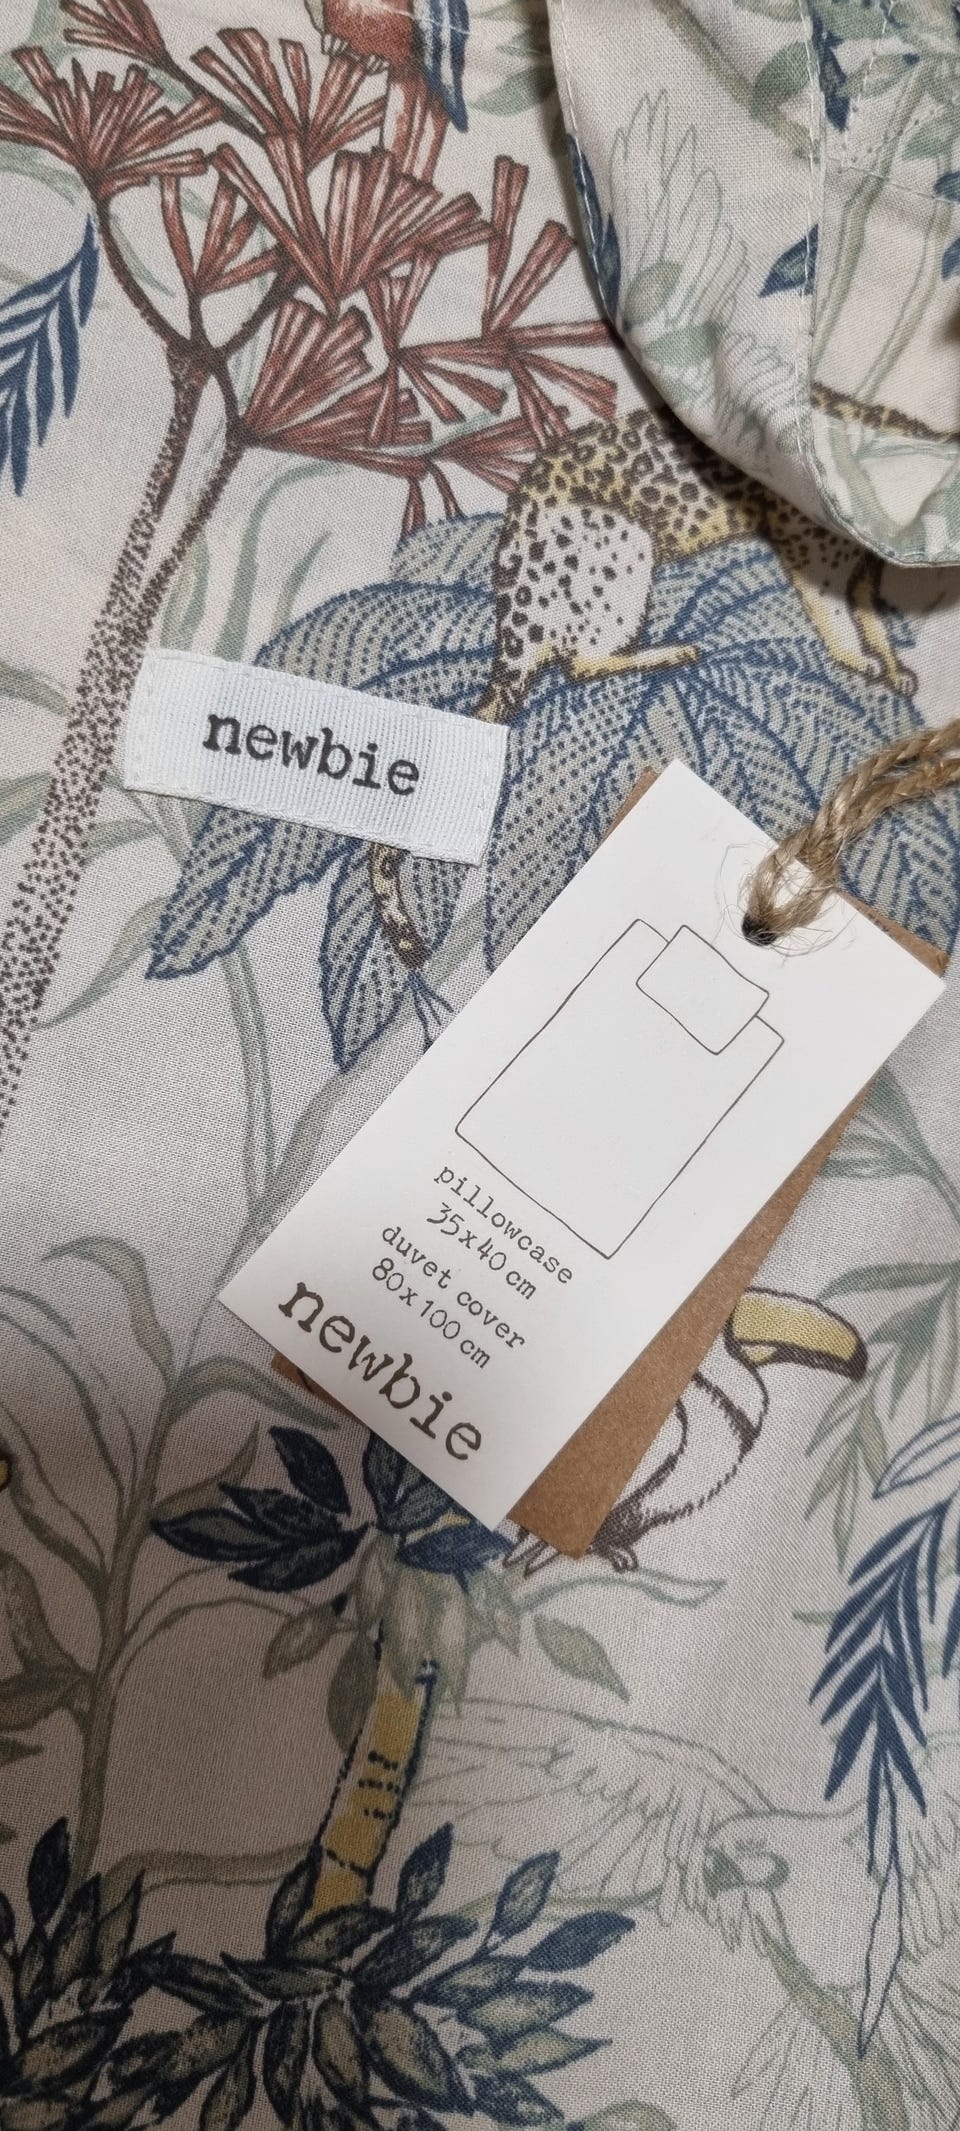 newbie
pillowcase
35x40 cm
duvet cover
80x100 cm
newbie